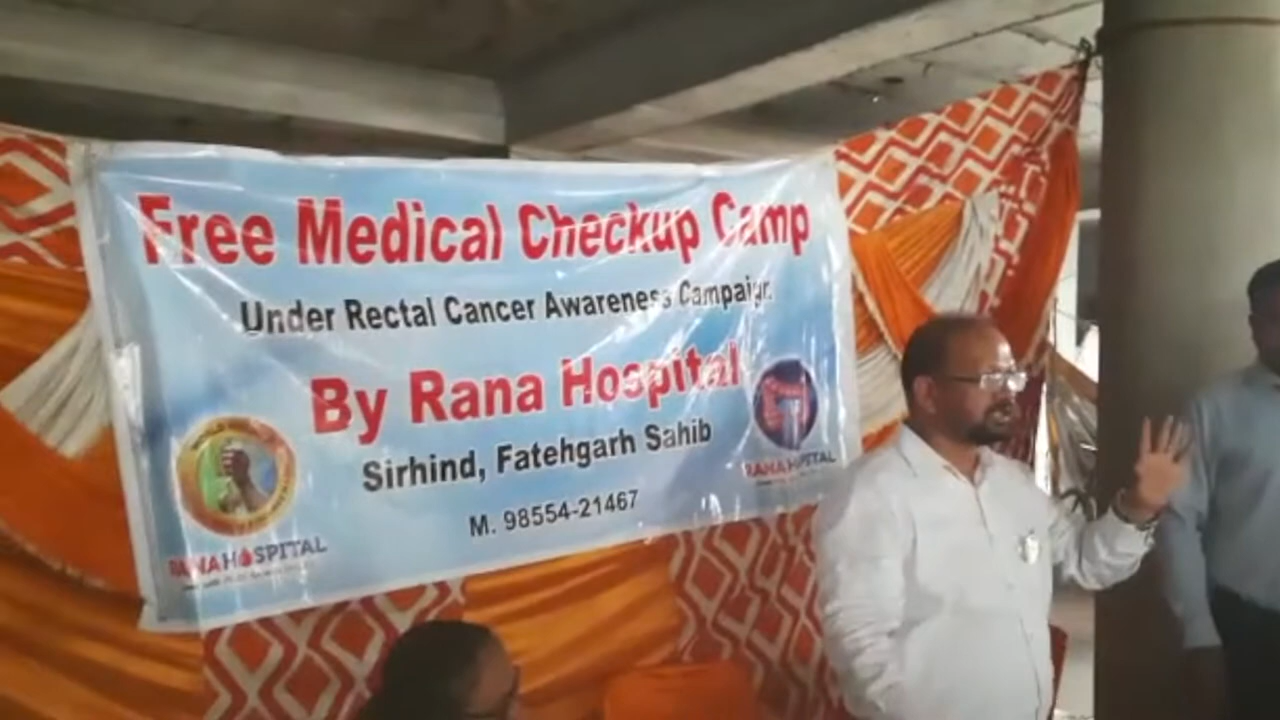 Free Medical Checkup Camp
Under Rectal Cancer Awareness Campaign
By Rana Hospital
Sirhind, Fatehgarh Sahib
M. 98554-21467
RANA HOSPITAL
RANA HOSPITAL